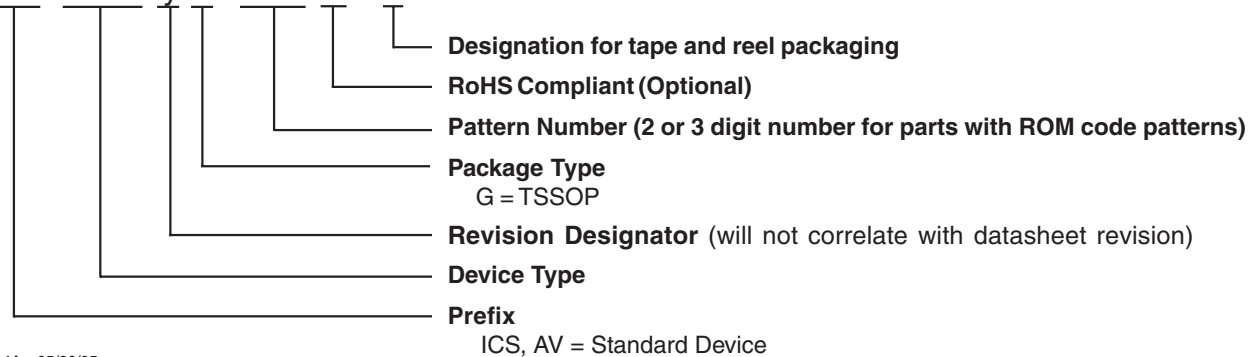 y
Designation for tape and reel packaging
RoHS Compliant (Optional)
Pattern Number (2 or 3 digit number for parts with ROM code patterns)
Package Type
G = TSSOP
Revision Designator (will not correlate with datasheet revision)
Device Type
Prefix
ICS, AV = Standard Device